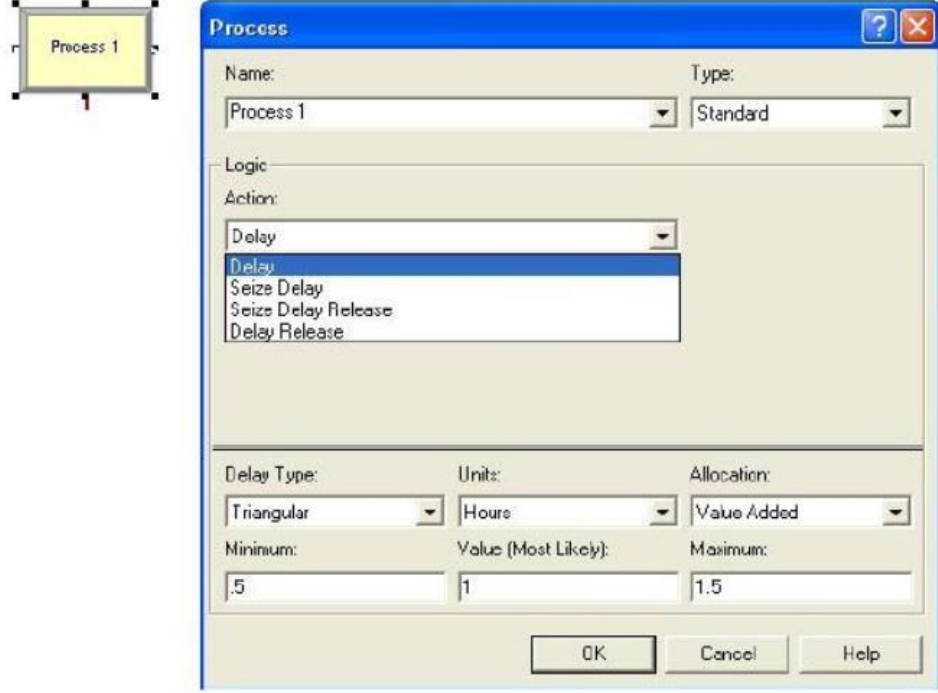 Process 1
Process
Name:
Type:
Process 1
Standard
Logic
Action:
Delay
Delay
Seize Delay
Seize Delay Release
Delay Release
Delay Type:
Units:
Allocation:
Triangular
Hours
Value Added
Minimum:
Value (Most Likely):
Maximum:
.5
1
1.5
OK
Cancel
Help